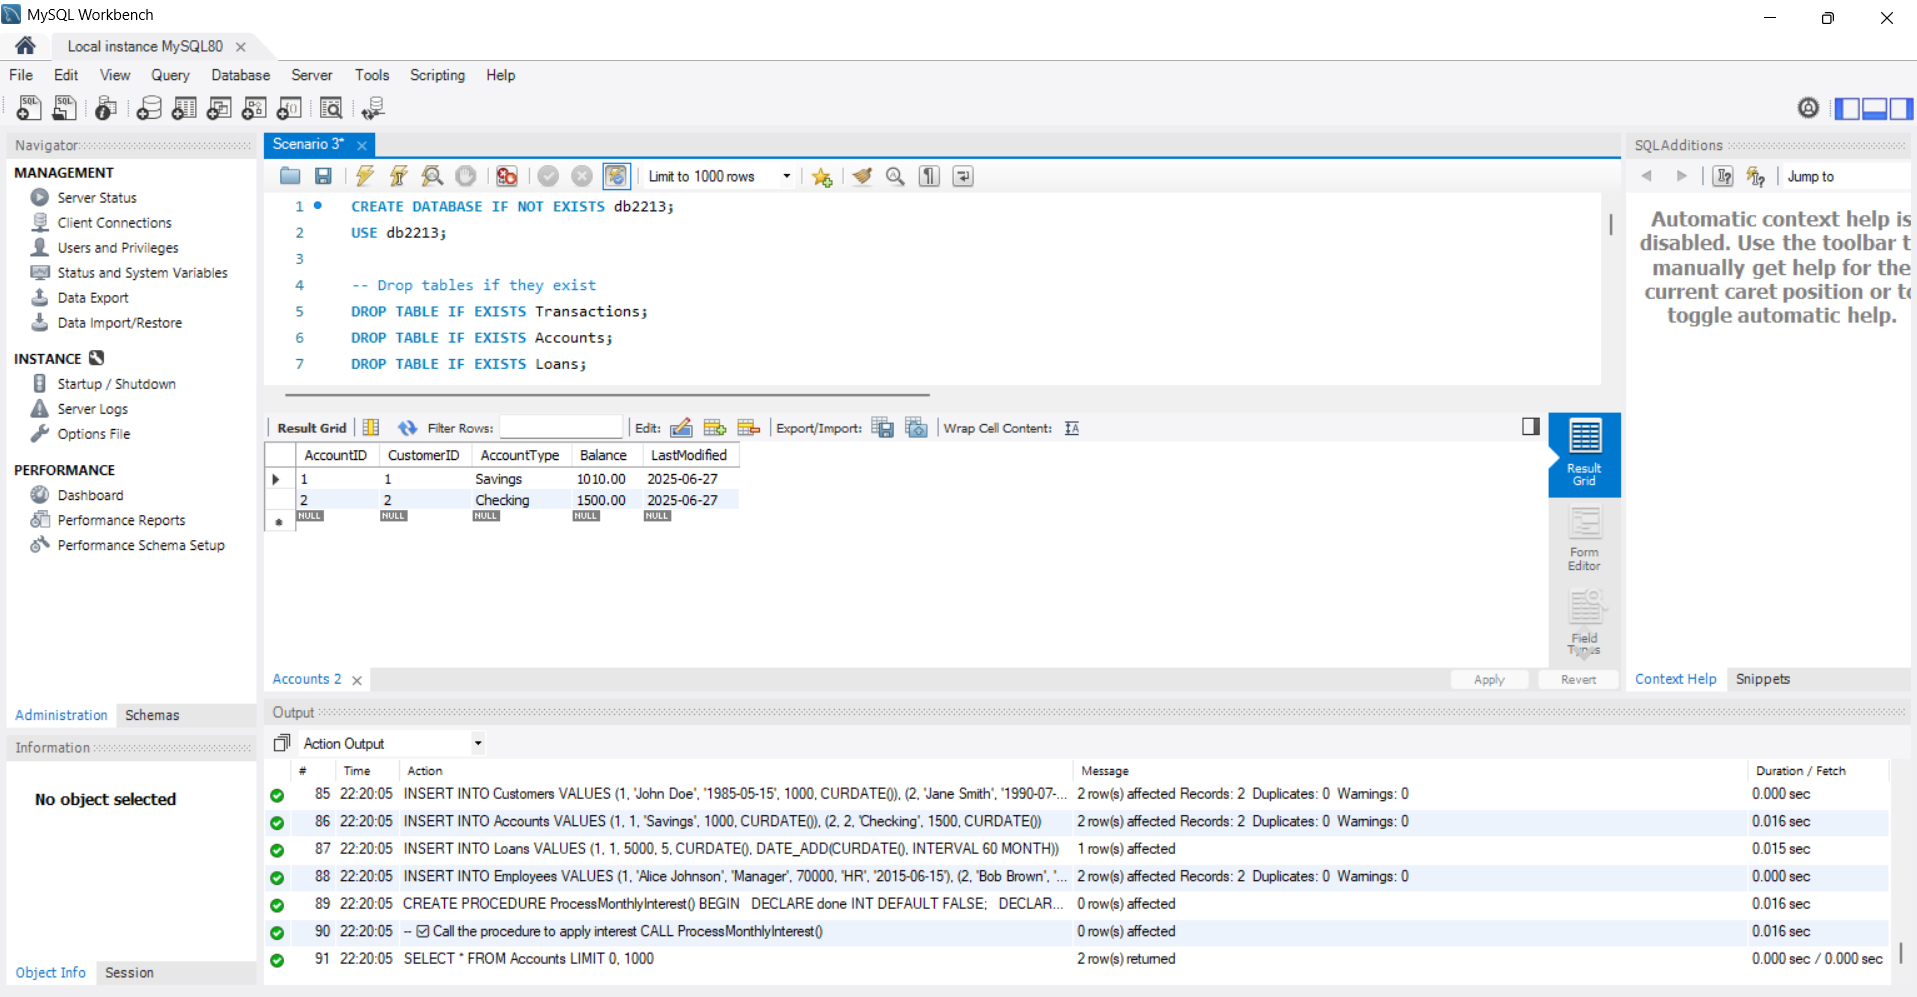 MySQL Workbench
Local instance MySQL80
File Edit View Query Database Server Tools Scripting Help
Navigator
MANAGEMENT
Server Status
Client Connections
Users and Privileges
Status and System Variables
Data Export
Data Import/Restore
INSTANCE
Startup / Shutdown
Server Logs
Options File
PERFORMANCE
Dashboard
Performance Reports
Performance Schema Setup
Administration Schemas
Information
No object selected
Object Info Session
Scenario 3*
Limit to 1000 rows
1 CREATE DATABASE IF NOT EXISTS db2213;
2 USE db2213;
3
4 -- Drop tables if they exist
5 DROP TABLE IF EXISTS Transactions;
6 DROP TABLE IF EXISTS Accounts;
7 DROP TABLE IF EXISTS Loans;
Result Grid Filter Rows: Edit: Export/Import: Wrap Cell Content:
AccountID CustomerID AccountType Balance LastModified
1 1 Savings 1010.00 2025-06-27
2 2 Checking 1500.00 2025-06-27
NULL NULL NULL NULL NULL
Result
Grid
Form
Editor
Field
Types
Accounts 2
Apply Revert
SQLAdditions
Jump to
Automatic context help is
disabled. Use the toolbar t
manually get help for the
current caret position or to
toggle automatic help.
Context Help Snippets
Output
Action Output
# Time Action Message Duration / Fetch
85 22:20:05 INSERT INTO Customers VALUES (1, 'John Doe', '1985-05-15', 1000, CURDATE()), (2, 'Jane Smith', '1990-07-... 2 row(s) affected Records: 2 Duplicates: 0 Warnings: 0 0.000 sec
86 22:20:05 INSERT INTO Accounts VALUES (1, 1, 'Savings', 1000, CURDATE()), (2, 2, 'Checking', 1500, CURDATE()) 2 row(s) affected Records: 2 Duplicates: 0 Warnings: 0 0.016 sec
87 22:20:05 INSERT INTO Loans VALUES (1, 1, 5000, 5, CURDATE(), DATE_ADD(CURDATE(), INTERVAL 60 MONTH)) 1 row(s) affected 0.015 sec
88 22:20:05 INSERT INTO Employees VALUES (1, 'Alice Johnson', 'Manager', 70000, 'HR', '2015-06-15'), (2, 'Bob Brown', '... 2 row(s) affected Records: 2 Duplicates: 0 Warnings: 0 0.000 sec
89 22:20:05 CREATE PROCEDURE ProcessMonthlyInterest() BEGIN DECLARE done INT DEFAULT FALSE; DECLAR... 0 row(s) affected 0.016 sec
90 22:20:05 -- ☑ Call the procedure to apply interest CALL ProcessMonthlyInterest() 0 row(s) affected 0.016 sec
91 22:20:05 SELECT * FROM Accounts LIMIT 0, 1000 2 row(s) returned 0.000 sec / 0.000 sec